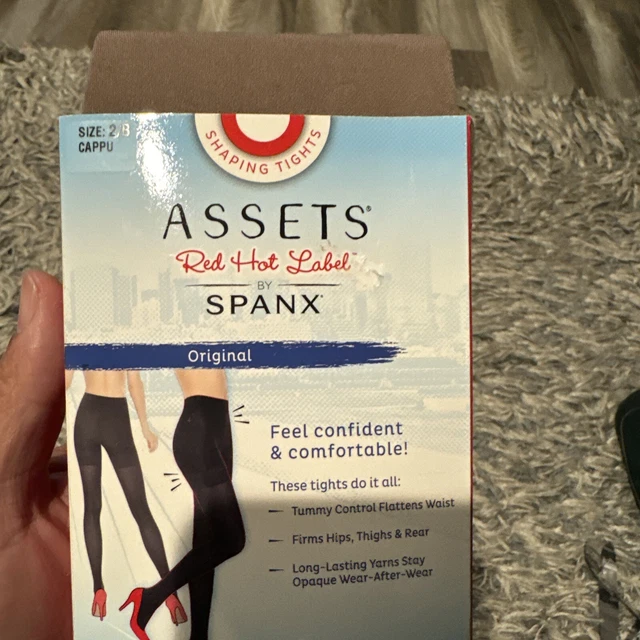 SIZE: 2/B
CAPPU
SHAPING TIGHTS
ASSETS®
Red Hot Label™
BY
SPANX®
Original
Feel confident
& comfortable!
These tights do it all:
— Tummy Control Flattens Waist
— Firms Hips, Thighs & Rear
— Long-Lasting Yarns Stay
Opaque Wear-After-Wear